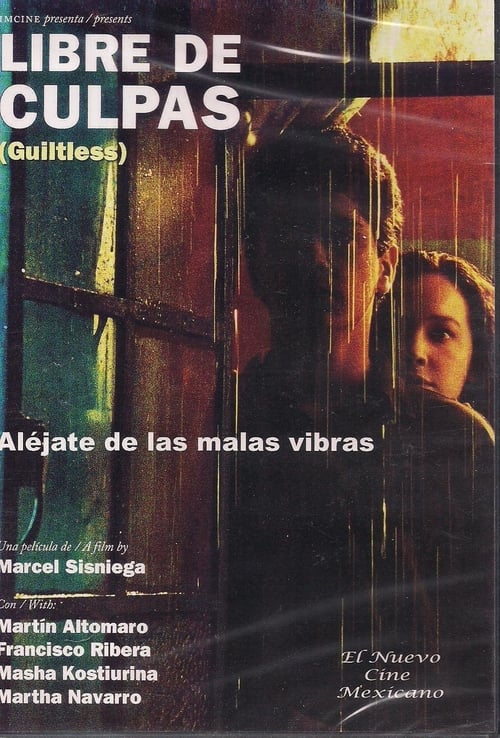 IMCINE presenta / presents
LIBRE DE
CULPAS
(Guiltless)
Aléjate de las malas vibras
Una película de / A film by
Marcel Sisniega
Con / With:
Martín Altomaro
Francisco Ribera
Masha Kostiurina
Martha Navarro
El Nuevo
Cine
Mexicano